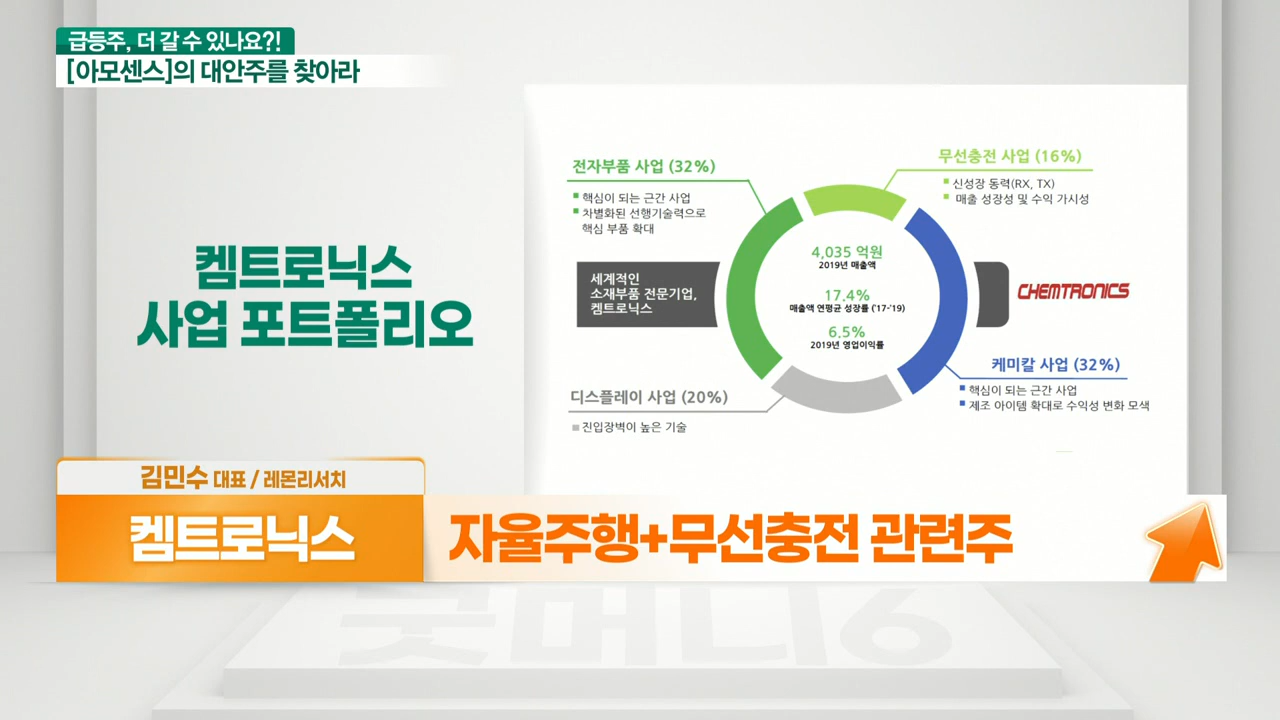 급등주, 더 갈 수 있나요?!
[아모센스]의 대안주를 찾아라
켐트로닉스
사업 포트폴리오
전자부품 사업 (32%)
핵심이 되는 근간 사업
차별화된 선행기술력으로
핵심 부품 확대
무선충전 사업 (16%)
신성장 동력(RX, TX)
매출 성장성 및 수익 가시성
세계적인
소재부품 전문기업,
켐트로닉스
4,035 억원
2019년 매출액
17.4%
매출액 연평균 성장률 ('17-'19)
6.5%
2019년 영업이익률
CHEMTRONICS
디스플레이 사업 (20%)
진입장벽이 높은 기술
케미칼 사업 (32%)
핵심이 되는 근간 사업
제조 아이템 확대로 수익성 변화 모색
김민수 대표 / 레몬리서치
켐트로닉스
자율주행+무선충전 관련주
굿머니6